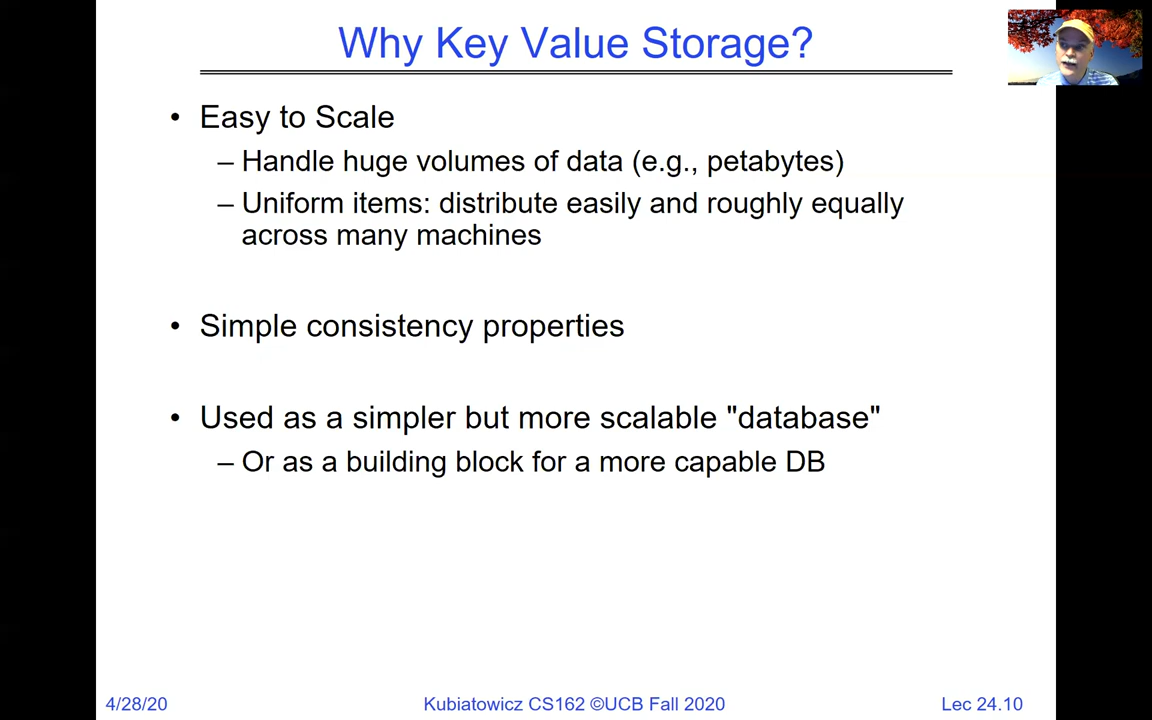 Why Key Value Storage?
• Easy to Scale
– Handle huge volumes of data (e.g., petabytes)
– Uniform items: distribute easily and roughly equally
across many machines
• Simple consistency properties
• Used as a simpler but more scalable "database"
– Or as a building block for a more capable DB
4/28/20
Kubiatowicz CS162 ©UCB Fall 2020
Lec 24.10